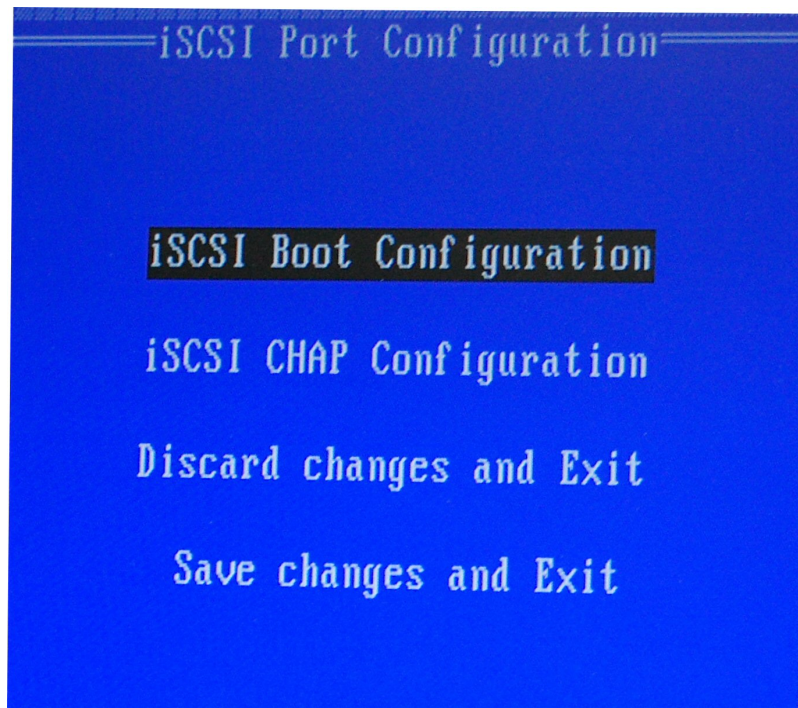 iSCSI Port Configuration
iSCSI Boot Configuration
iSCSI CHAP Configuration
Discard changes and Exit
Save changes and Exit